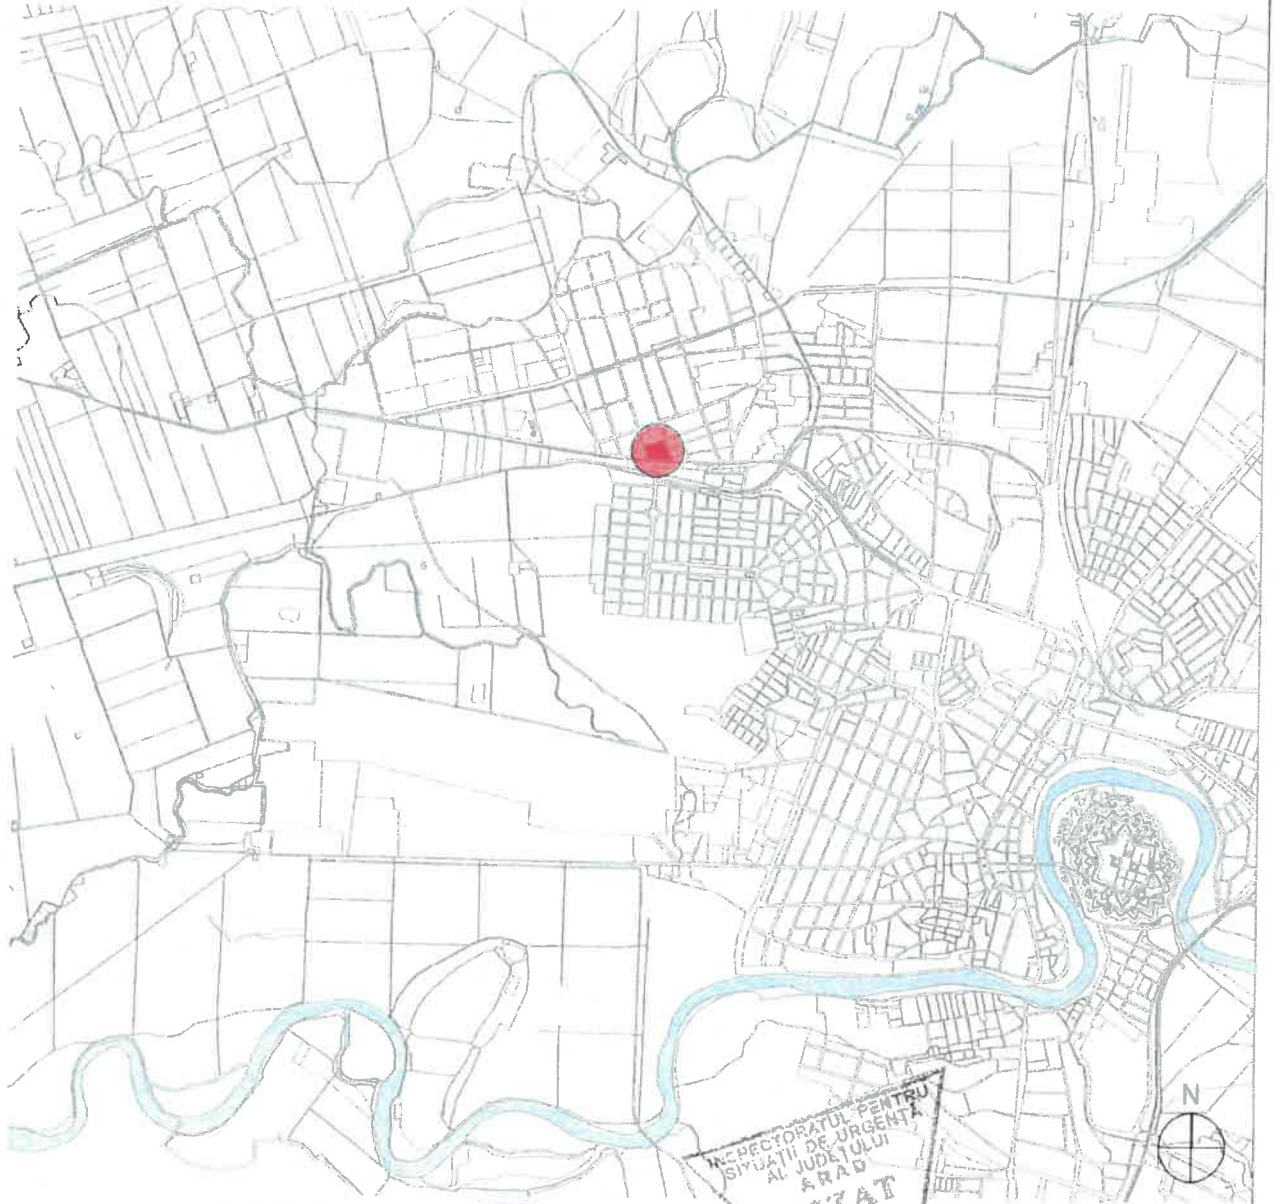 N
INSPECTORATUL PENTRU
SITUAȚII DE URGENȚĂ
AL JUDEȚULUI
ARAD